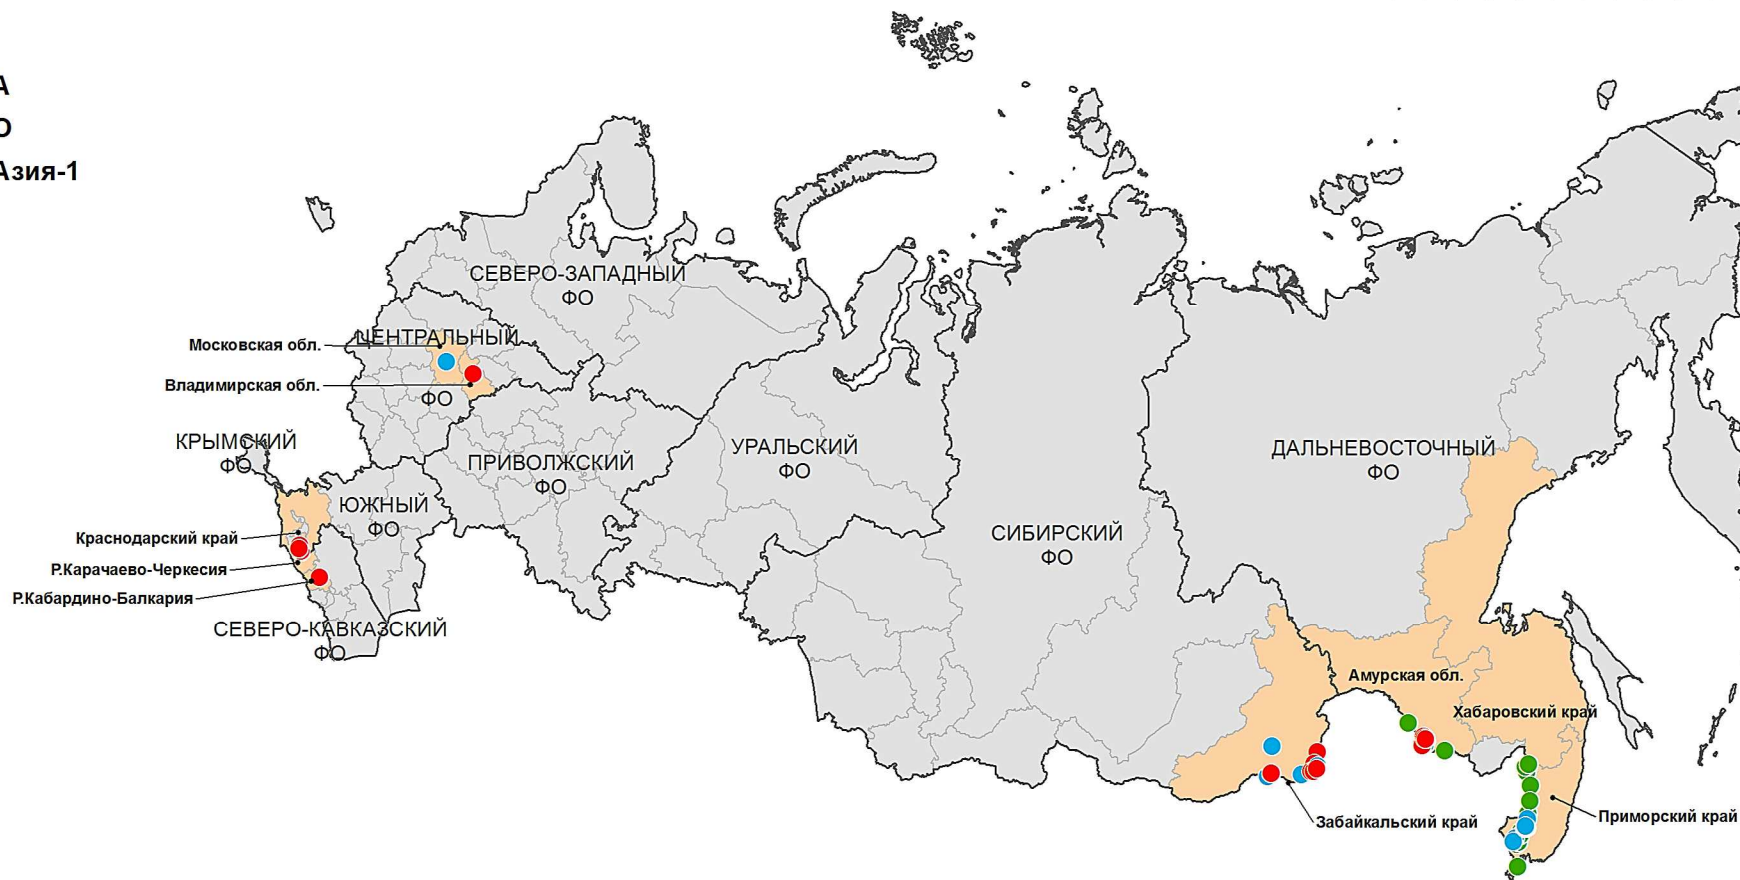 А
О
Азия-1
СЕВЕРО-ЗАПАДНЫЙ
ФО
ЦЕНТРАЛЬНЫЙ
ФО
Московская обл.
Владимирская обл.
КРЫМСКИЙ
ФО
ПРИВОЛЖСКИЙ
ФО
УРАЛЬСКИЙ
ФО
ДАЛЬНЕВОСТОЧНЫЙ
ФО
ЮЖНЫЙ
ФО
СИБИРСКИЙ
ФО
Краснодарский край
Р.Карачаево-Черкесия
Р.Кабардино-Балкария
СЕВЕРО-КАВКАЗСКИЙ
ФО
Амурская обл.
Хабаровский край
Забайкальский край
Приморский край